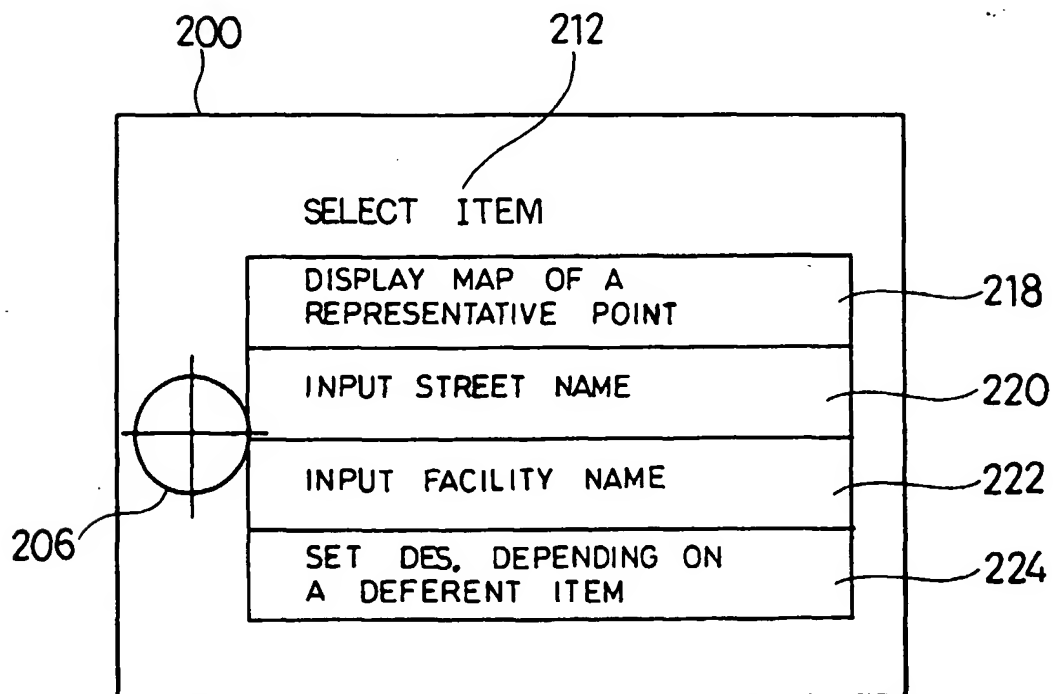 200
212
SELECT ITEM
DISPLAY MAP OF A
REPRESENTATIVE POINT
218
INPUT STREET NAME
220
INPUT FACILITY NAME
222
206
SET DES. DEPENDING ON
A DEFERENT ITEM
224